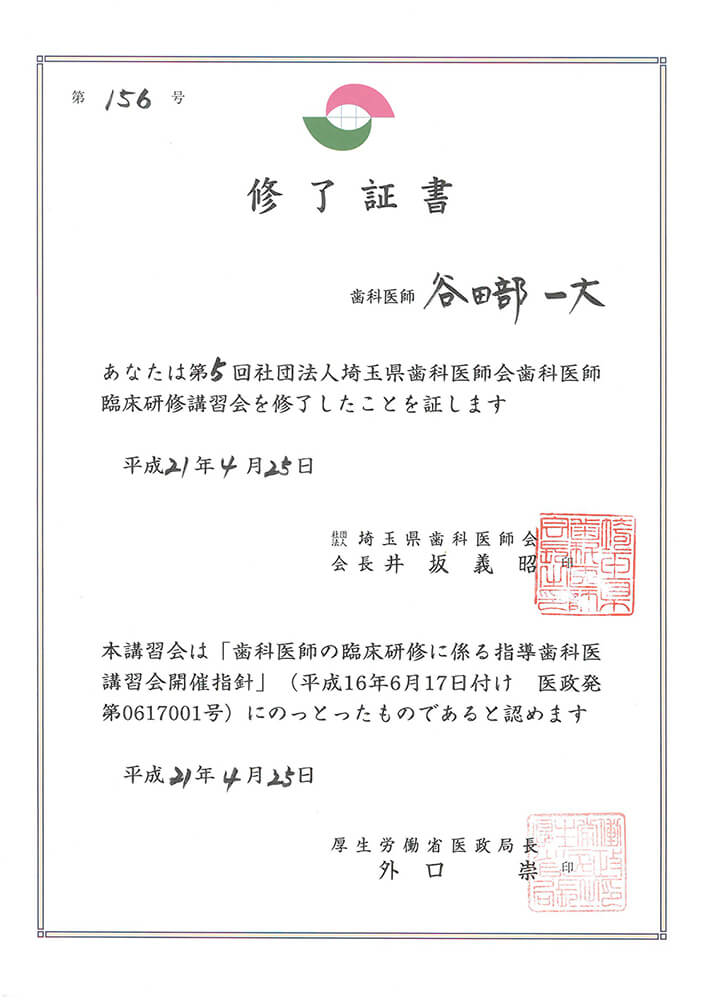 第 156 号
修了証書
歯科医師 谷田部 一大
あなたは第5回社団法人埼玉県歯科医師会歯科医師
臨床研修講習会を修了したことを証します
平成21年4月25日
社団法人 埼玉県歯科医師会
会長 井坂義昭 印
本講習会は「歯科医師の臨床研修に係る指導歯科医
講習会開催指針」（平成16年6月17日付け 医政発
第0617001号）にのっとったものであると認めます
平成21年4月25日
厚生労働省医政局長
外口 崇 印